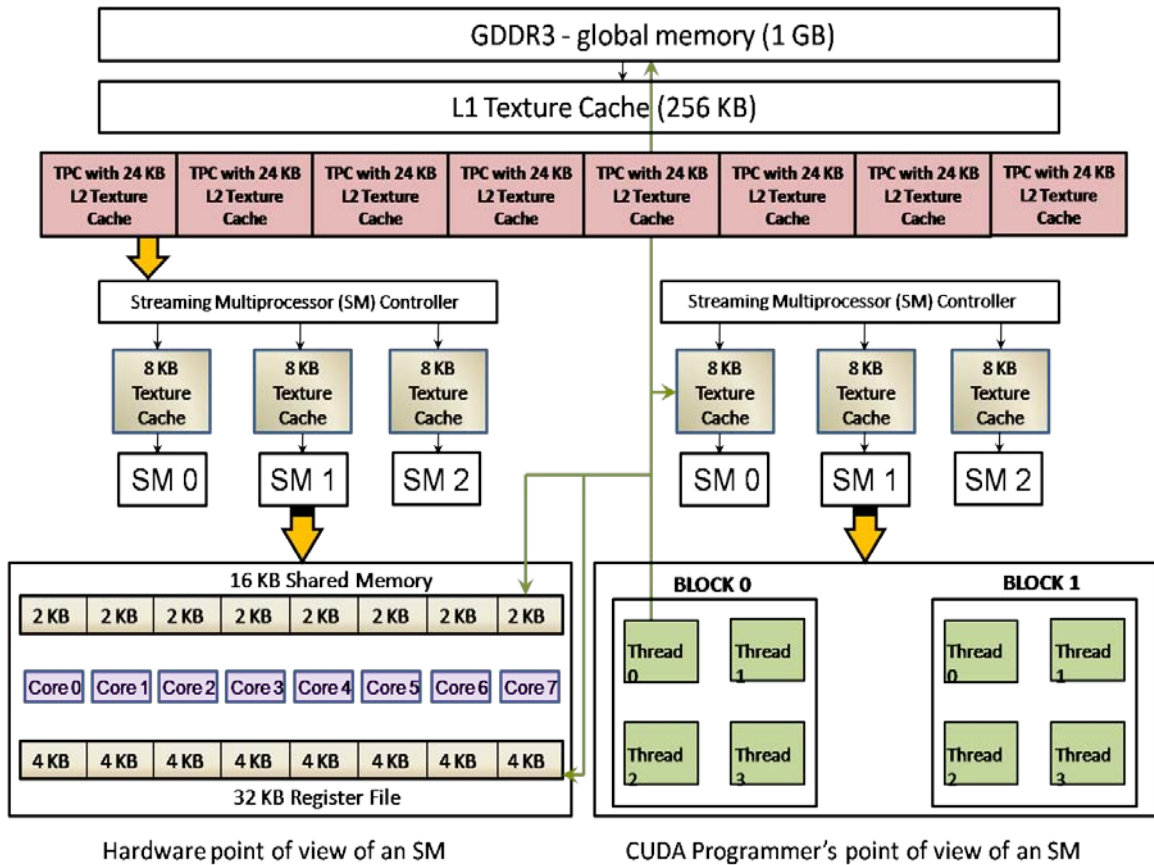 GDDR3 - global memory (1 GB)
L1 Texture Cache (256 KB)
TPC with 24 KB
L2 Texture
Cache
TPC with 24 KB
L2 Texture
Cache
TPC with 24 KB
L2 Texture
Cache
TPC with 24 KB
L2 Texture
Cache
TPC with 24 KB
L2 Texture
Cache
TPC with 24 KB
L2 Texture
Cache
TPC with 24 KB
L2 Texture
Cache
TPC with 24 KB
L2 Texture
Cache
Streaming Multiprocessor (SM) Controller
8 KB
Texture
Cache
8 KB
Texture
Cache
8 KB
Texture
Cache
SM 0
SM 1
SM 2
Streaming Multiprocessor (SM) Controller
8 KB
Texture
Cache
8 KB
Texture
Cache
8 KB
Texture
Cache
SM 0
SM 1
SM 2
16 KB Shared Memory
2 KB 2 KB 2 KB 2 KB 2 KB 2 KB 2 KB 2 KB
Core 0 Core 1 Core 2 Core 3 Core 4 Core 5 Core 6 Core 7
4 KB 4 KB 4 KB 4 KB 4 KB 4 KB 4 KB 4 KB
32 KB Register File
BLOCK 0
Thread
0
Thread
1
Thread
2
Thread
3
BLOCK 1
Thread
0
Thread
1
Thread
2
Thread
3
Hardware point of view of an SM
CUDA Programmer's point of view of an SM